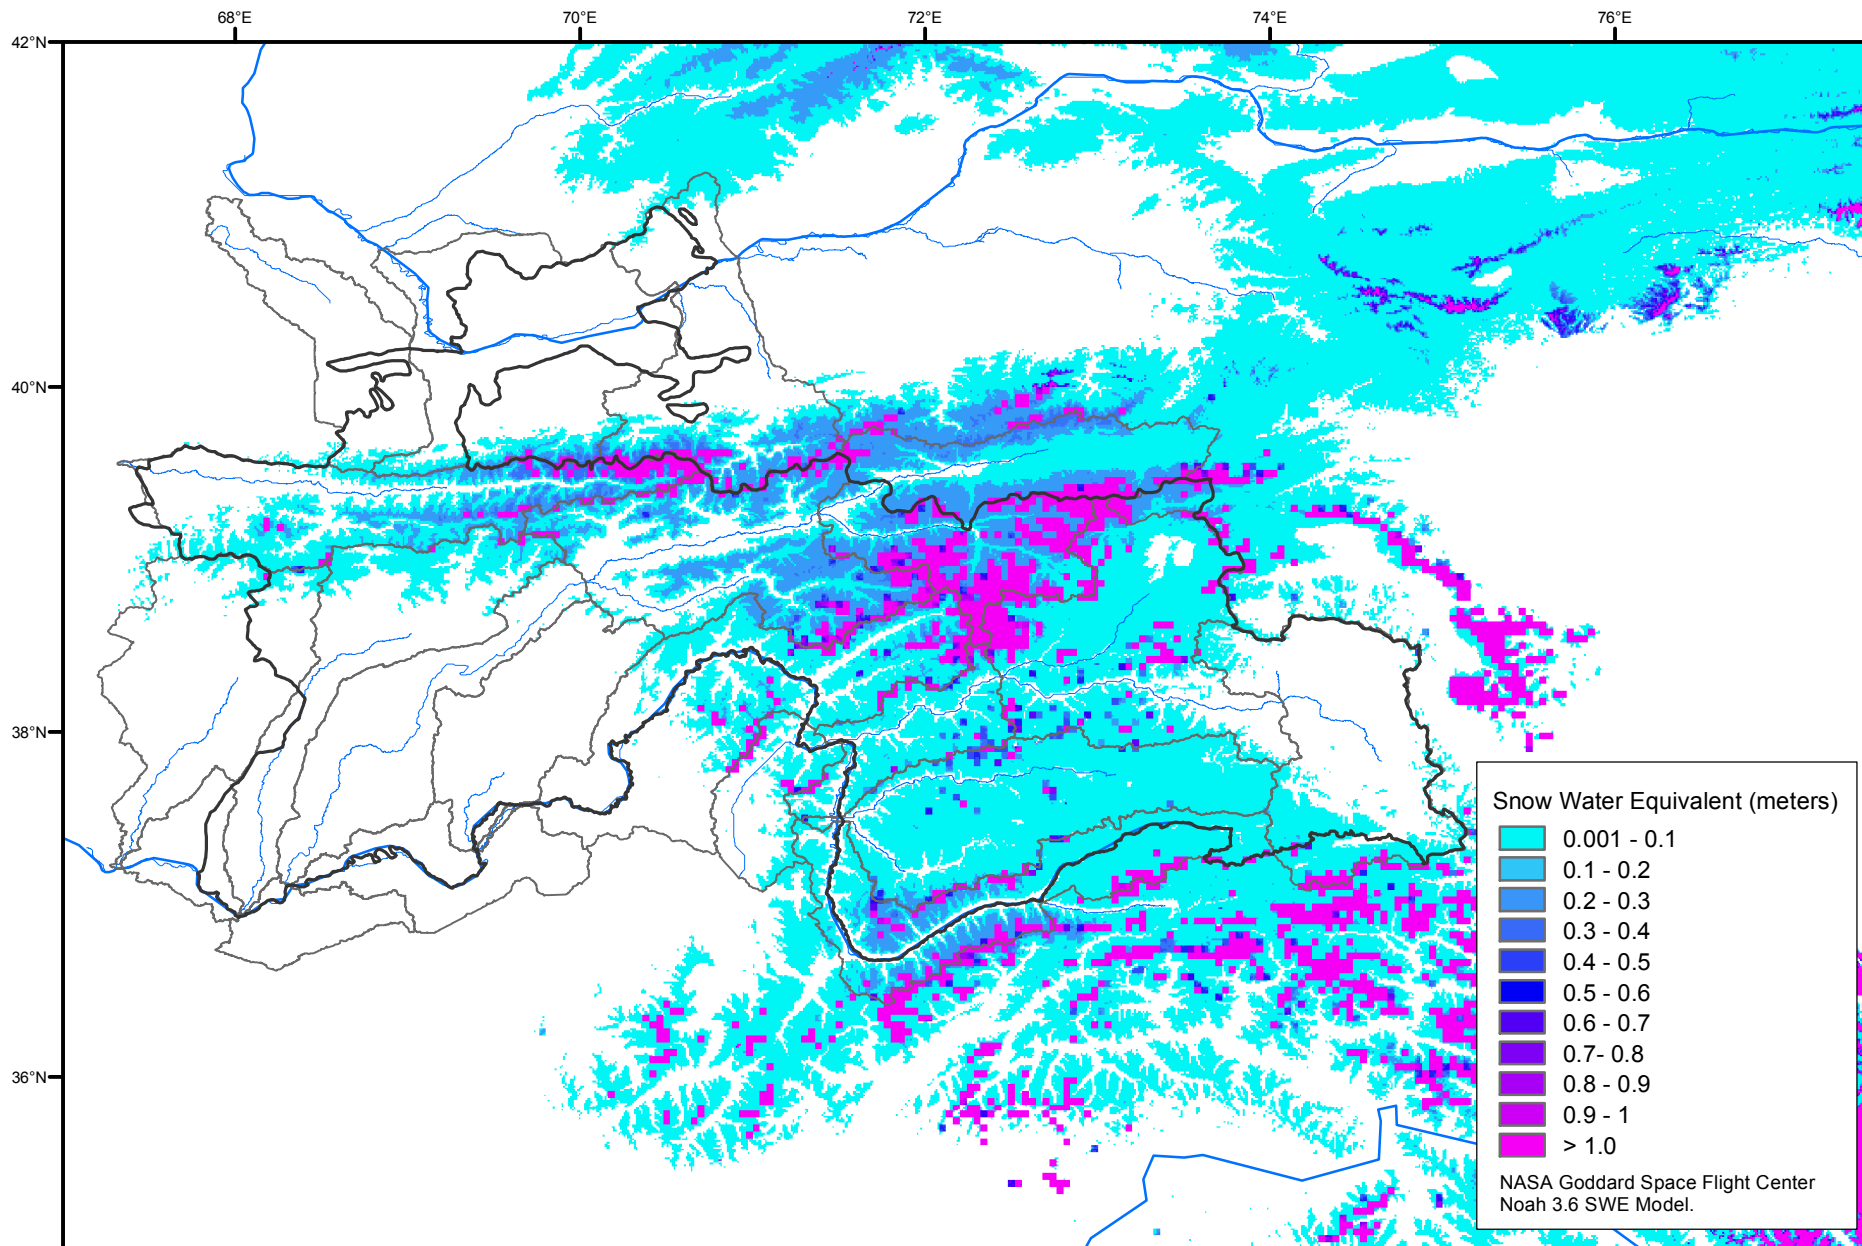 68°E 70°E 72°E 74°E 76°E
42°N
40°N
38°N
36°N
Snow Water Equivalent (meters)
0.001 - 0.1
0.1 - 0.2
0.2 - 0.3
0.3 - 0.4
0.4 - 0.5
0.5 - 0.6
0.6 - 0.7
0.7- 0.8
0.8 - 0.9
0.9 - 1
> 1.0
NASA Goddard Space Flight Center
Noah 3.6 SWE Model.